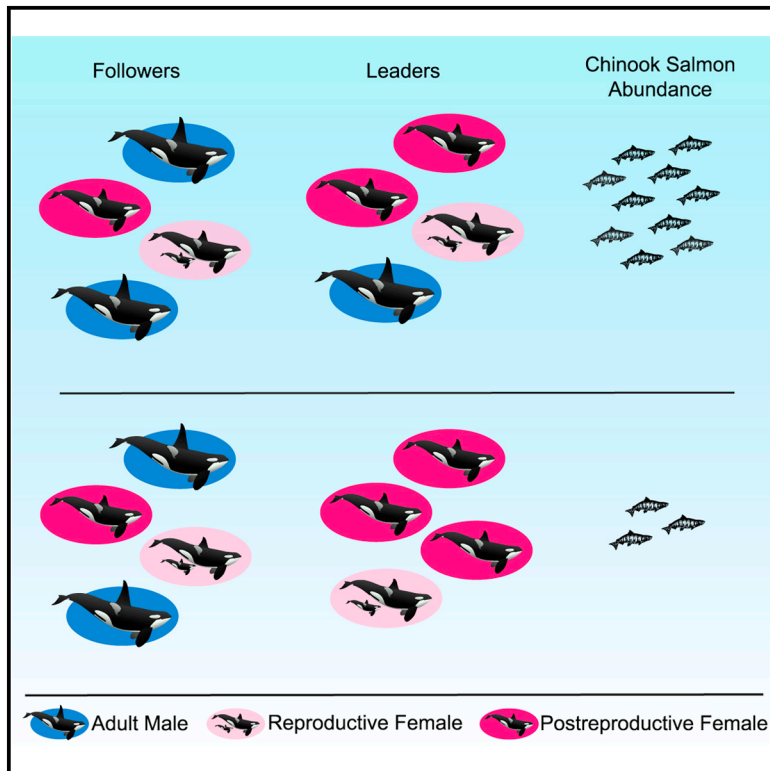 Followers
Leaders
Chinook Salmon
Abundance
Adult Male
Reproductive Female
Postreproductive Female